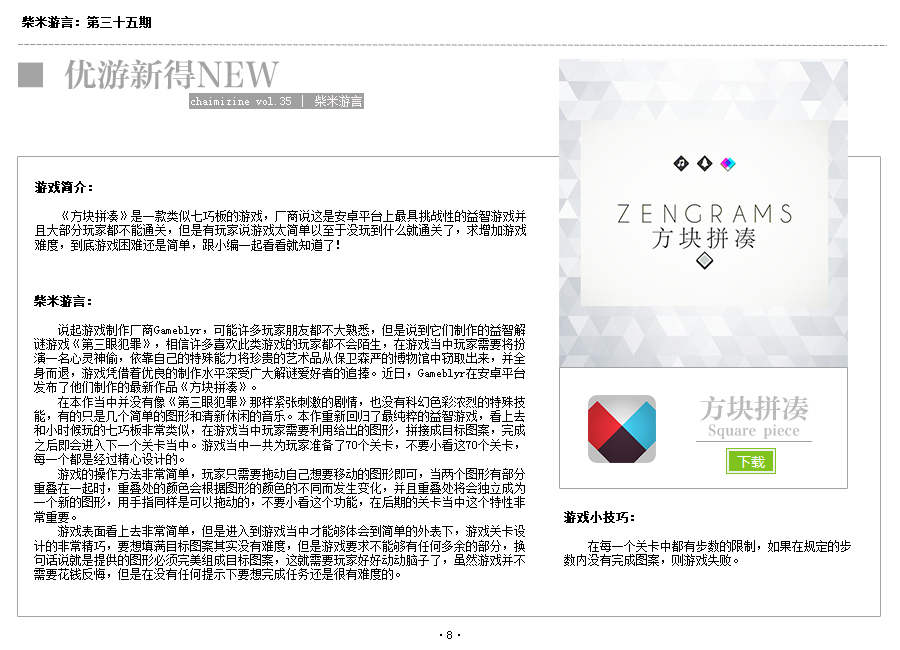 柴米游言：第三十五期
优游新得NEW
chaimizine vol.35 | 柴米游言
游戏简介：
《方块拼凑》是一款类似七巧板的游戏，厂商说这是安卓平台上最具挑战性的益智游戏并
且大部分玩家都不能通关，但是有玩家说游戏太简单以至于没玩到什么就通关了，求增加游戏
难度，到底游戏困难还是简单，跟小编一起看看就知道了！
柴米游言：
说起游戏制作厂商Gameblyr，可能许多玩家朋友都不大熟悉，但是说到它们制作的益智解
谜游戏《第三眼犯罪》，相信许多喜欢此类游戏的玩家都不会陌生，在游戏当中玩家需要将扮
演一名心灵神偷，依靠自己的特殊能力将珍贵的艺术品从保卫森严的博物馆中窃取出来，并全
身而退，游戏凭借着优良的制作水平深受广大解谜爱好者的追捧。近日，Gameblyr在安卓平台
发布了他们制作的最新作品《方块拼凑》。
在本作当中并没有像《第三眼犯罪》那样紧张刺激的剧情，也没有科幻色彩浓烈的特殊技
能，有的只是几个简单的图形和清新休闲的音乐。本作重新回归了最纯粹的益智游戏，看上去
和小时候玩的七巧板非常类似，在游戏当中玩家需要利用给出的图形，拼接成目标图案，完成
之后即会进入下一个关卡当中。游戏当中一共为玩家准备了70个关卡，不要小看这70个关卡，
每一个都是经过精心设计的。
游戏的操作方法非常简单，玩家只需要拖动自己想要移动的图形即可，当两个图形有部分
重叠在一起时，重叠处的颜色会根据图形的颜色的不同而发生变化，并且重叠处将会独立成为
一个新的图形，用手指同样是可以拖动的，不要小看这个功能，在后期的关卡当中这个特性非
常重要。
游戏表面看上去非常简单，但是进入到游戏当中才能够体会到简单的外表下，游戏关卡设
计的非常精巧，要想填满目标图案其实没有难度，但是游戏要求不能够有任何多余的部分，换
句话说就是提供的图形必须完美组成目标图案，这就需要玩家好好动动脑子了，虽然游戏并不
需要花钱反悔，但是在没有任何提示下要想完成任务还是很有难度的。
ZENGRAMS
方块拼凑
方块拼凑
Square piece
下载
游戏小技巧：
在每一个关卡中都有步数的限制，如果在规定的步
数内没有完成图案，则游戏失败。
·8·